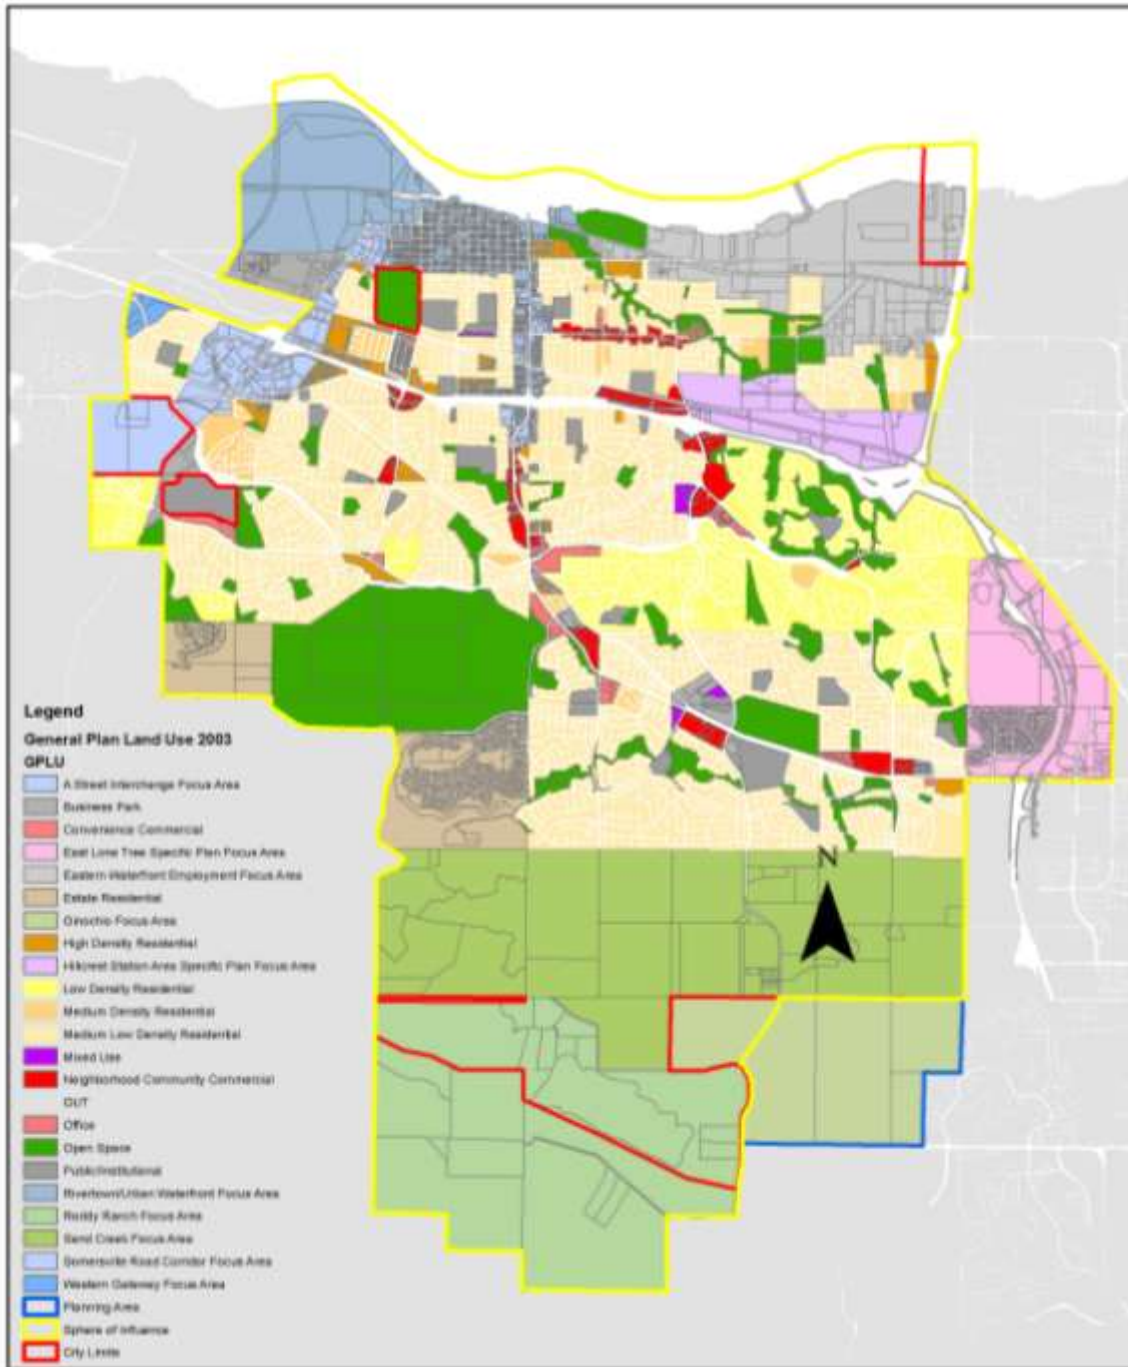 N
Legend
General Plan Land Use 2003
GPLU
A Street Interchange Focus Area
Business Park
Convenience Commercial
East Lone Tree Specific Plan Focus Area
Eastern Waterfront Employment Focus Area
Estate Residential
Ginochio Focus Area
High Density Residential
Hillcrest Station Area Specific Plan Focus Area
Low Density Residential
Medium Density Residential
Medium Low Density Residential
Mixed Use
Neighborhood Community Commercial
OUT
Office
Open Space
Public/Institutional
Rivertown/Urban Waterfront Focus Area
Roddy Ranch Focus Area
Sand Creek Focus Area
Somersville Road Corridor Focus Area
Western Gateway Focus Area
Planning Area
Sphere of Influence
City Limits